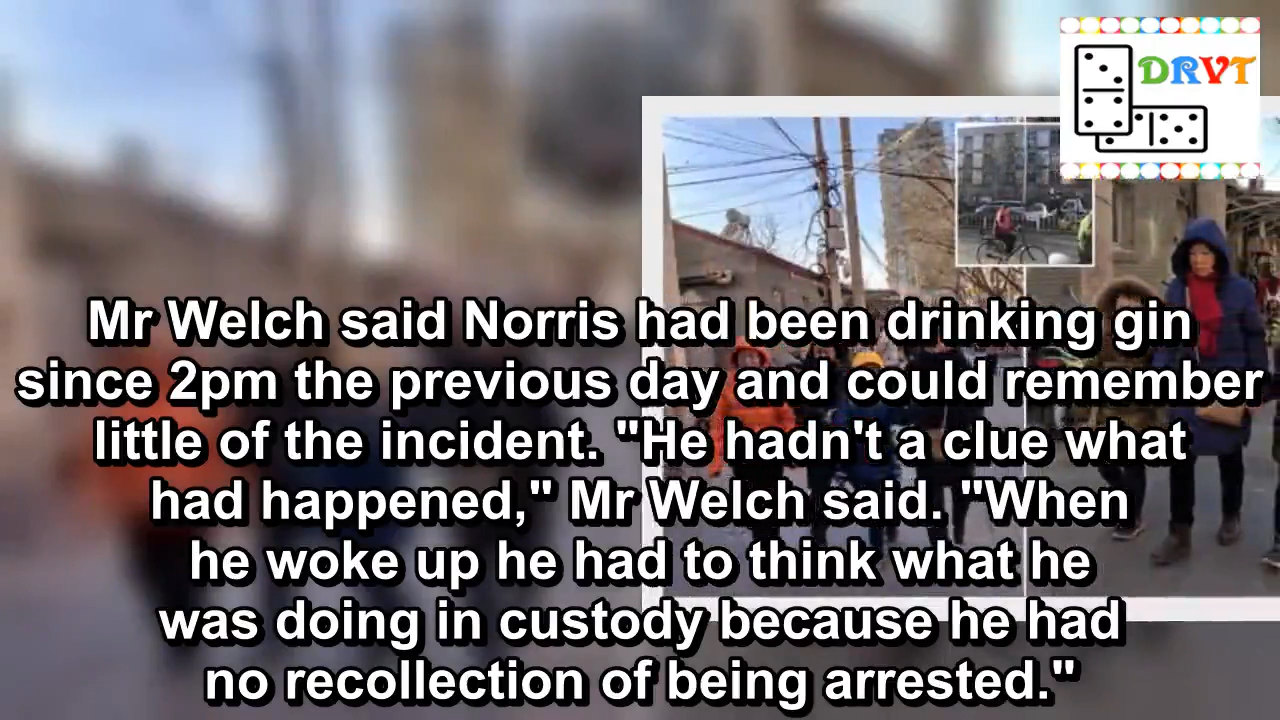 DRVT
Mr Welch said Norris had been drinking gin
since 2pm the previous day and could remember
little of the incident. "He hadn't a clue what
had happened," Mr Welch said. "When
he woke up he had to think what he
was doing in custody because he had
no recollection of being arrested."